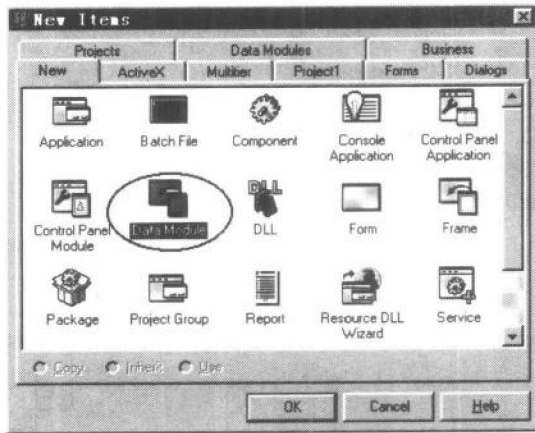 New Items
Projects Data Modules Business
New ActiveX Multitier Project1 Forms Dialogs
Application Batch File Component Console Application Control Panel Application
Control Panel Module Data Module DLL Form Frame
Package Project Group Report Resource DLL Wizard Service
Copy Inherit Use
OK Cancel Help